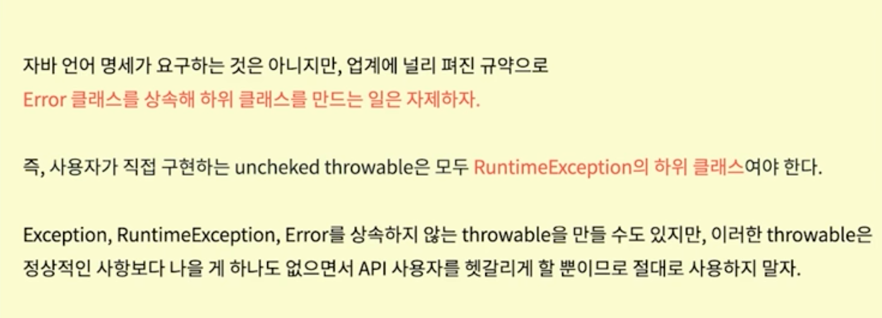 자바 언어 명세가 요구하는 것은 아니지만, 업계에 널리 퍼진 규약으로
Error 클래스를 상속해 하위 클래스를 만드는 일은 자제하자.
즉, 사용자가 직접 구현하는 uncheked throwable은 모두 RuntimeException의 하위 클래스여야 한다.
Exception, RuntimeException, Error를 상속하지 않는 throwable을 만들 수도 있지만, 이러한 throwable은
정상적인 사항보다 나을 게 하나도 없으면서 API 사용자를 헷갈리게 할 뿐이므로 절대로 사용하지 말자.